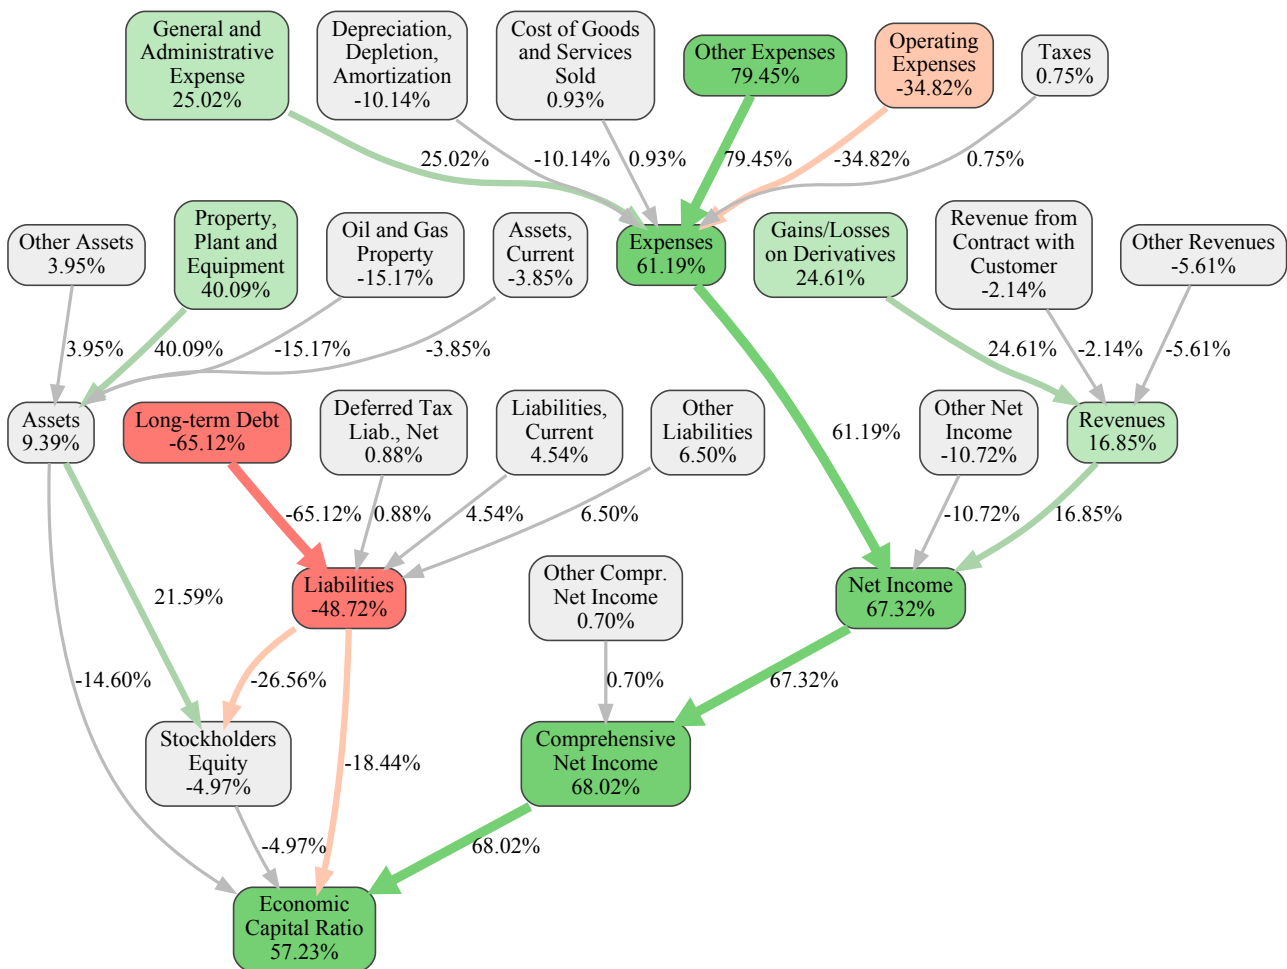 General and
Administrative
Expense
25.02%
Depreciation,
Depletion,
Amortization
-10.14%
Cost of Goods
and Services
Sold
0.93%
Other Expenses
79.45%
Operating
Expenses
-34.82%
Taxes
0.75%
25.02%
-10.14%
0.93%
79.45%
-34.82%
0.75%
Other Assets
3.95%
Property,
Plant and
Equipment
40.09%
Oil and Gas
Property
-15.17%
Assets,
Current
-3.85%
Expenses
61.19%
Gains/Losses
on Derivatives
24.61%
Revenue from
Contract with
Customer
-2.14%
Other Revenues
-5.61%
3.95%
40.09%
-15.17%
-3.85%
24.61%
-2.14%
-5.61%
Assets
9.39%
Long-term Debt
-65.12%
Deferred Tax
Liab., Net
0.88%
Liabilities,
Current
4.54%
Other
Liabilities
6.50%
61.19%
Other Net
Income
-10.72%
Revenues
16.85%
-65.12%
0.88%
4.54%
6.50%
-10.72%
16.85%
Liabilities
-48.72%
Other Compr.
Net Income
0.70%
Net Income
67.32%
21.59%
-14.60%
-26.56%
0.70%
67.32%
Stockholders
Equity
-4.97%
-18.44%
Comprehensive
Net Income
68.02%
-4.97%
68.02%
Economic
Capital Ratio
57.23%